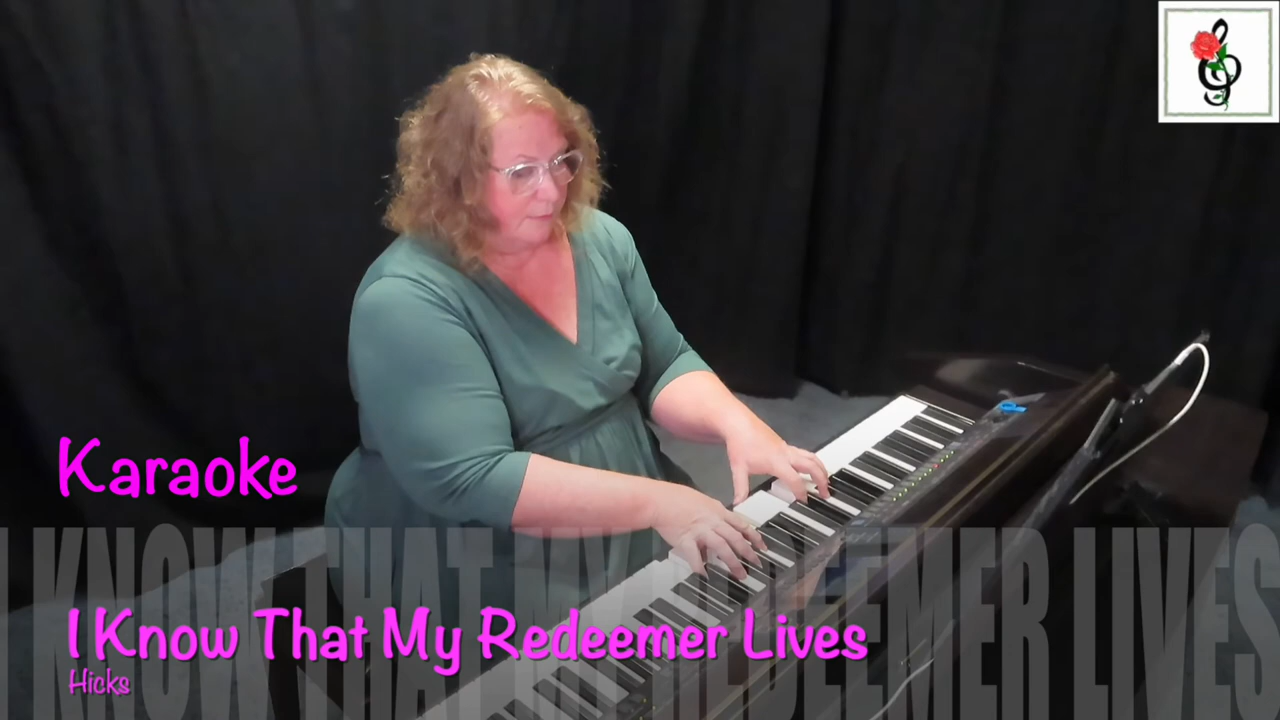 Karaoke
I KNOW THAT MY REDEEMER LIVES
I Know That My Redeemer Lives
Hicks